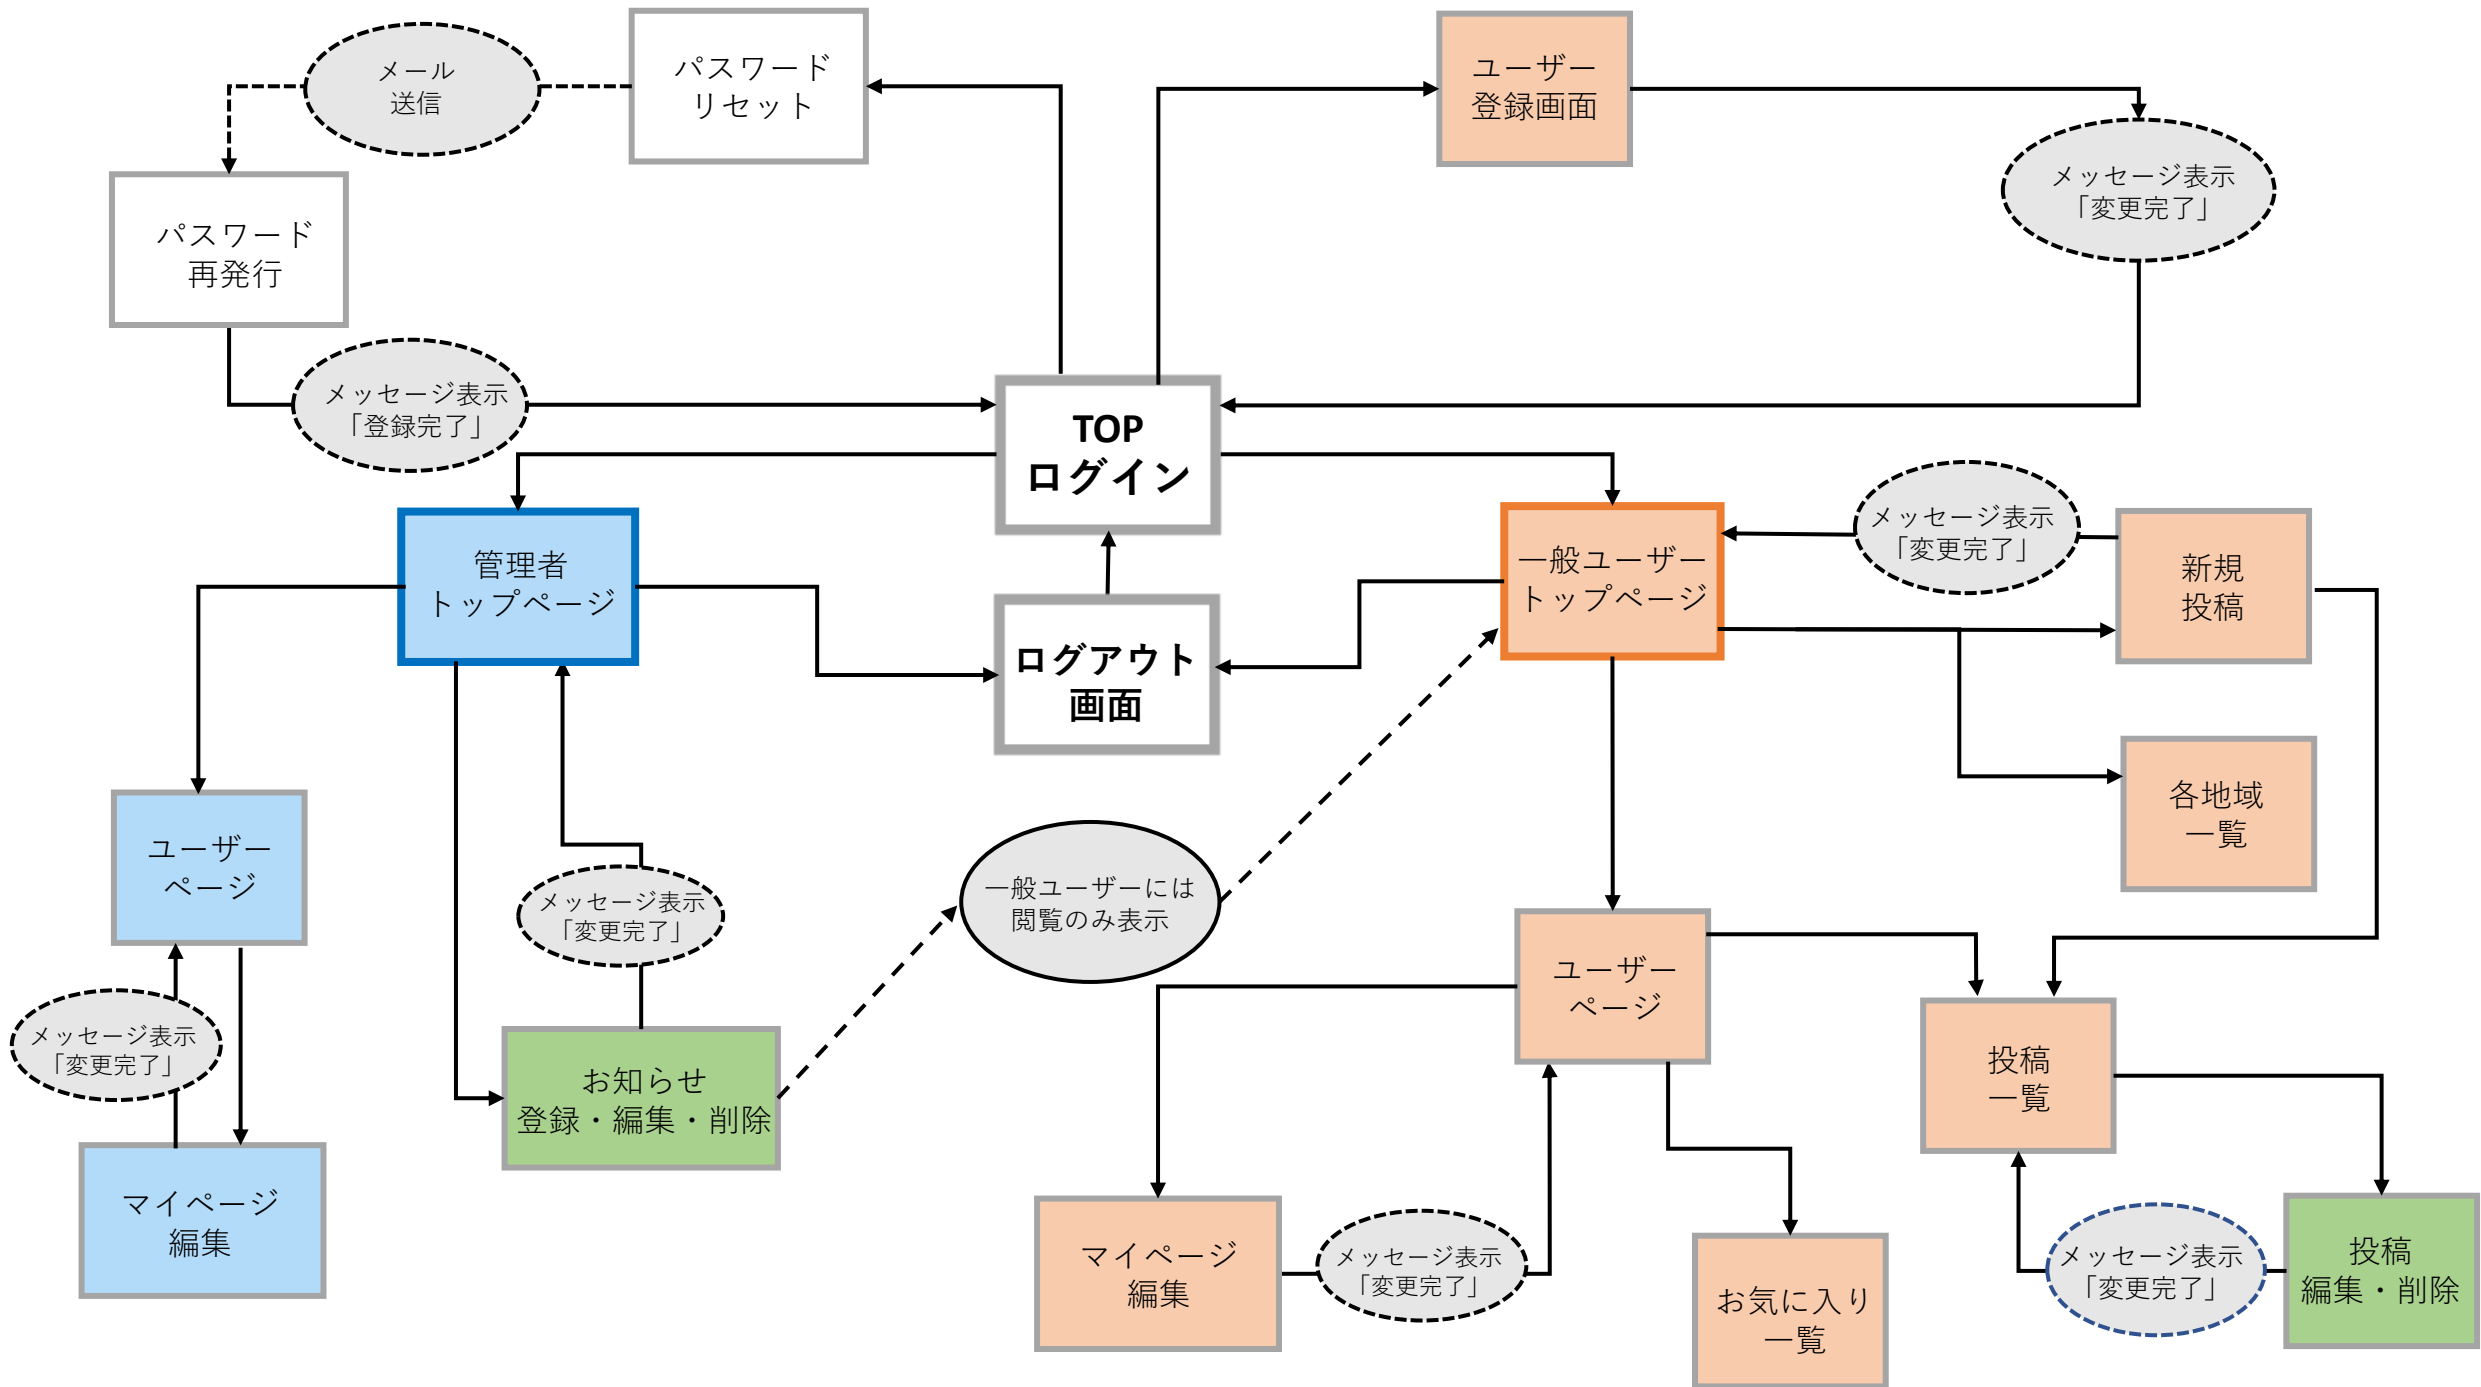 メール
送信
パスワード
リセット
ユーザー
登録画面
メッセージ表示
「変更完了」
パスワード
再発行
メッセージ表示
「登録完了」
TOP
ログイン
管理者
トップページ
一般ユーザー
トップページ
メッセージ表示
「変更完了」
新規
投稿
ログアウト
画面
各地域
一覧
ユーザー
ページ
メッセージ表示
「変更完了」
一般ユーザーには
閲覧のみ表示
ユーザー
ページ
メッセージ表示
「変更完了」
お知らせ
登録・編集・削除
投稿
一覧
マイページ
編集
マイページ
編集
メッセージ表示
「変更完了」
お気に入り
一覧
メッセージ表示
「変更完了」
投稿
編集・削除